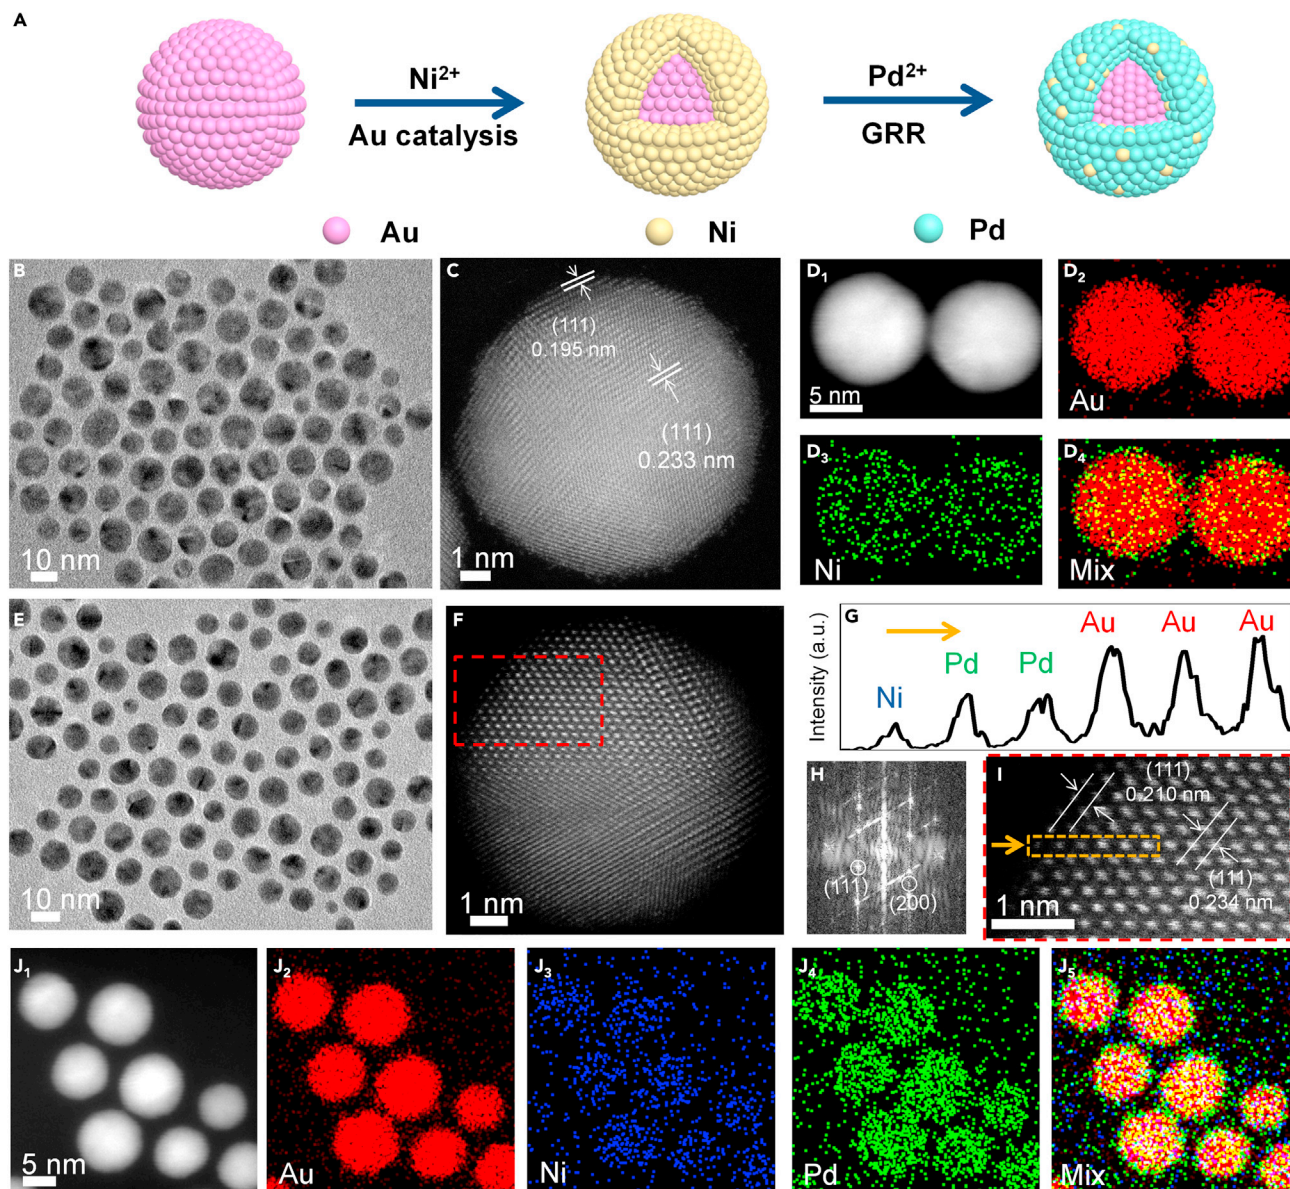 A
Ni²⁺
Au catalysis
Pd²⁺
GRR
Au
Ni
Pd
B
10 nm
C
(111)
0.195 nm
(111)
0.233 nm
1 nm
D₁
5 nm
D₂
Au
D₃
Ni
D₄
Mix
E
10 nm
F
1 nm
G
Intensity (a.u.)
Ni
Pd
Pd
Au
Au
Au
H
(111)
(200)
I
(111)
0.210 nm
(111)
0.234 nm
1 nm
J₁
5 nm
J₂
Au
J₃
Ni
J₄
Pd
J₅
Mix